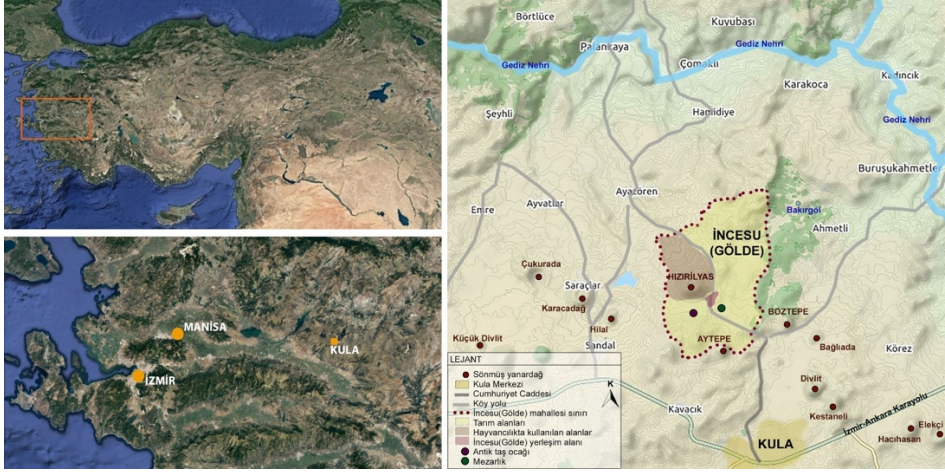 MANİSA
KULA
İZMİR
Börtlüce
Kuyubaşı
Palankaya
Gediz Nehri
Gediz Nehri
Çomaklı
Karakoca
Kadıncık
Şeyhli
Hamidiye
Gediz Nehri
Buruşukahmetler
Ayazören
Emre
Ayvatlar
Bakırgöl
Ahmetli
İNCESU
(GÖLDE)
Çukurada
HIZIRİLYAS
Saraçlar
Karacadağ
BOZTEPE
Hilal
Küçük Divlit
Sandal
AYTEPE
Bağlıada
Körez
LEJANT
Sönmüş yanardağ
Kula Merkezi
Cumhuriyet Caddesi
Köy yolu
İncesu(Gölde) mahallesi sınırı
Tarım alanları
Hayvancılıkta kullanılan alanlar
İncesu(Gölde) yerleşim alanı
Antik taş ocağı
Mezarlık
K
Divlit
Kavacık
Kestaneli
İzmir-Ankara Karayolu
Elekçi
Hacıhasan
KULA